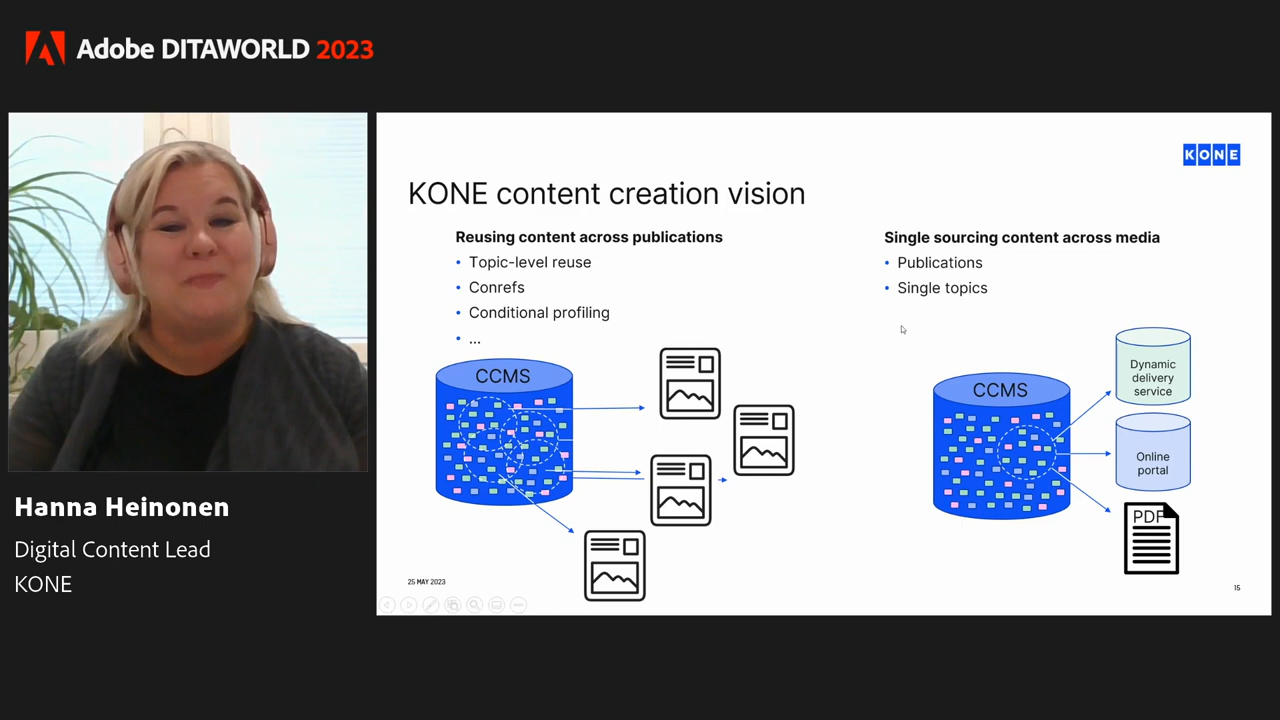 Adobe DITAWORLD 2023
KONE
KONE content creation vision
Reusing content across publications
• Topic-level reuse
• Conrefs
• Conditional profiling
• ...
CCMS
Single sourcing content across media
• Publications
• Single topics
CCMS
Dynamic
delivery
service
Online
portal
PDF
25 MAY 2023
15
Hanna Heinonen
Digital Content Lead
KONE